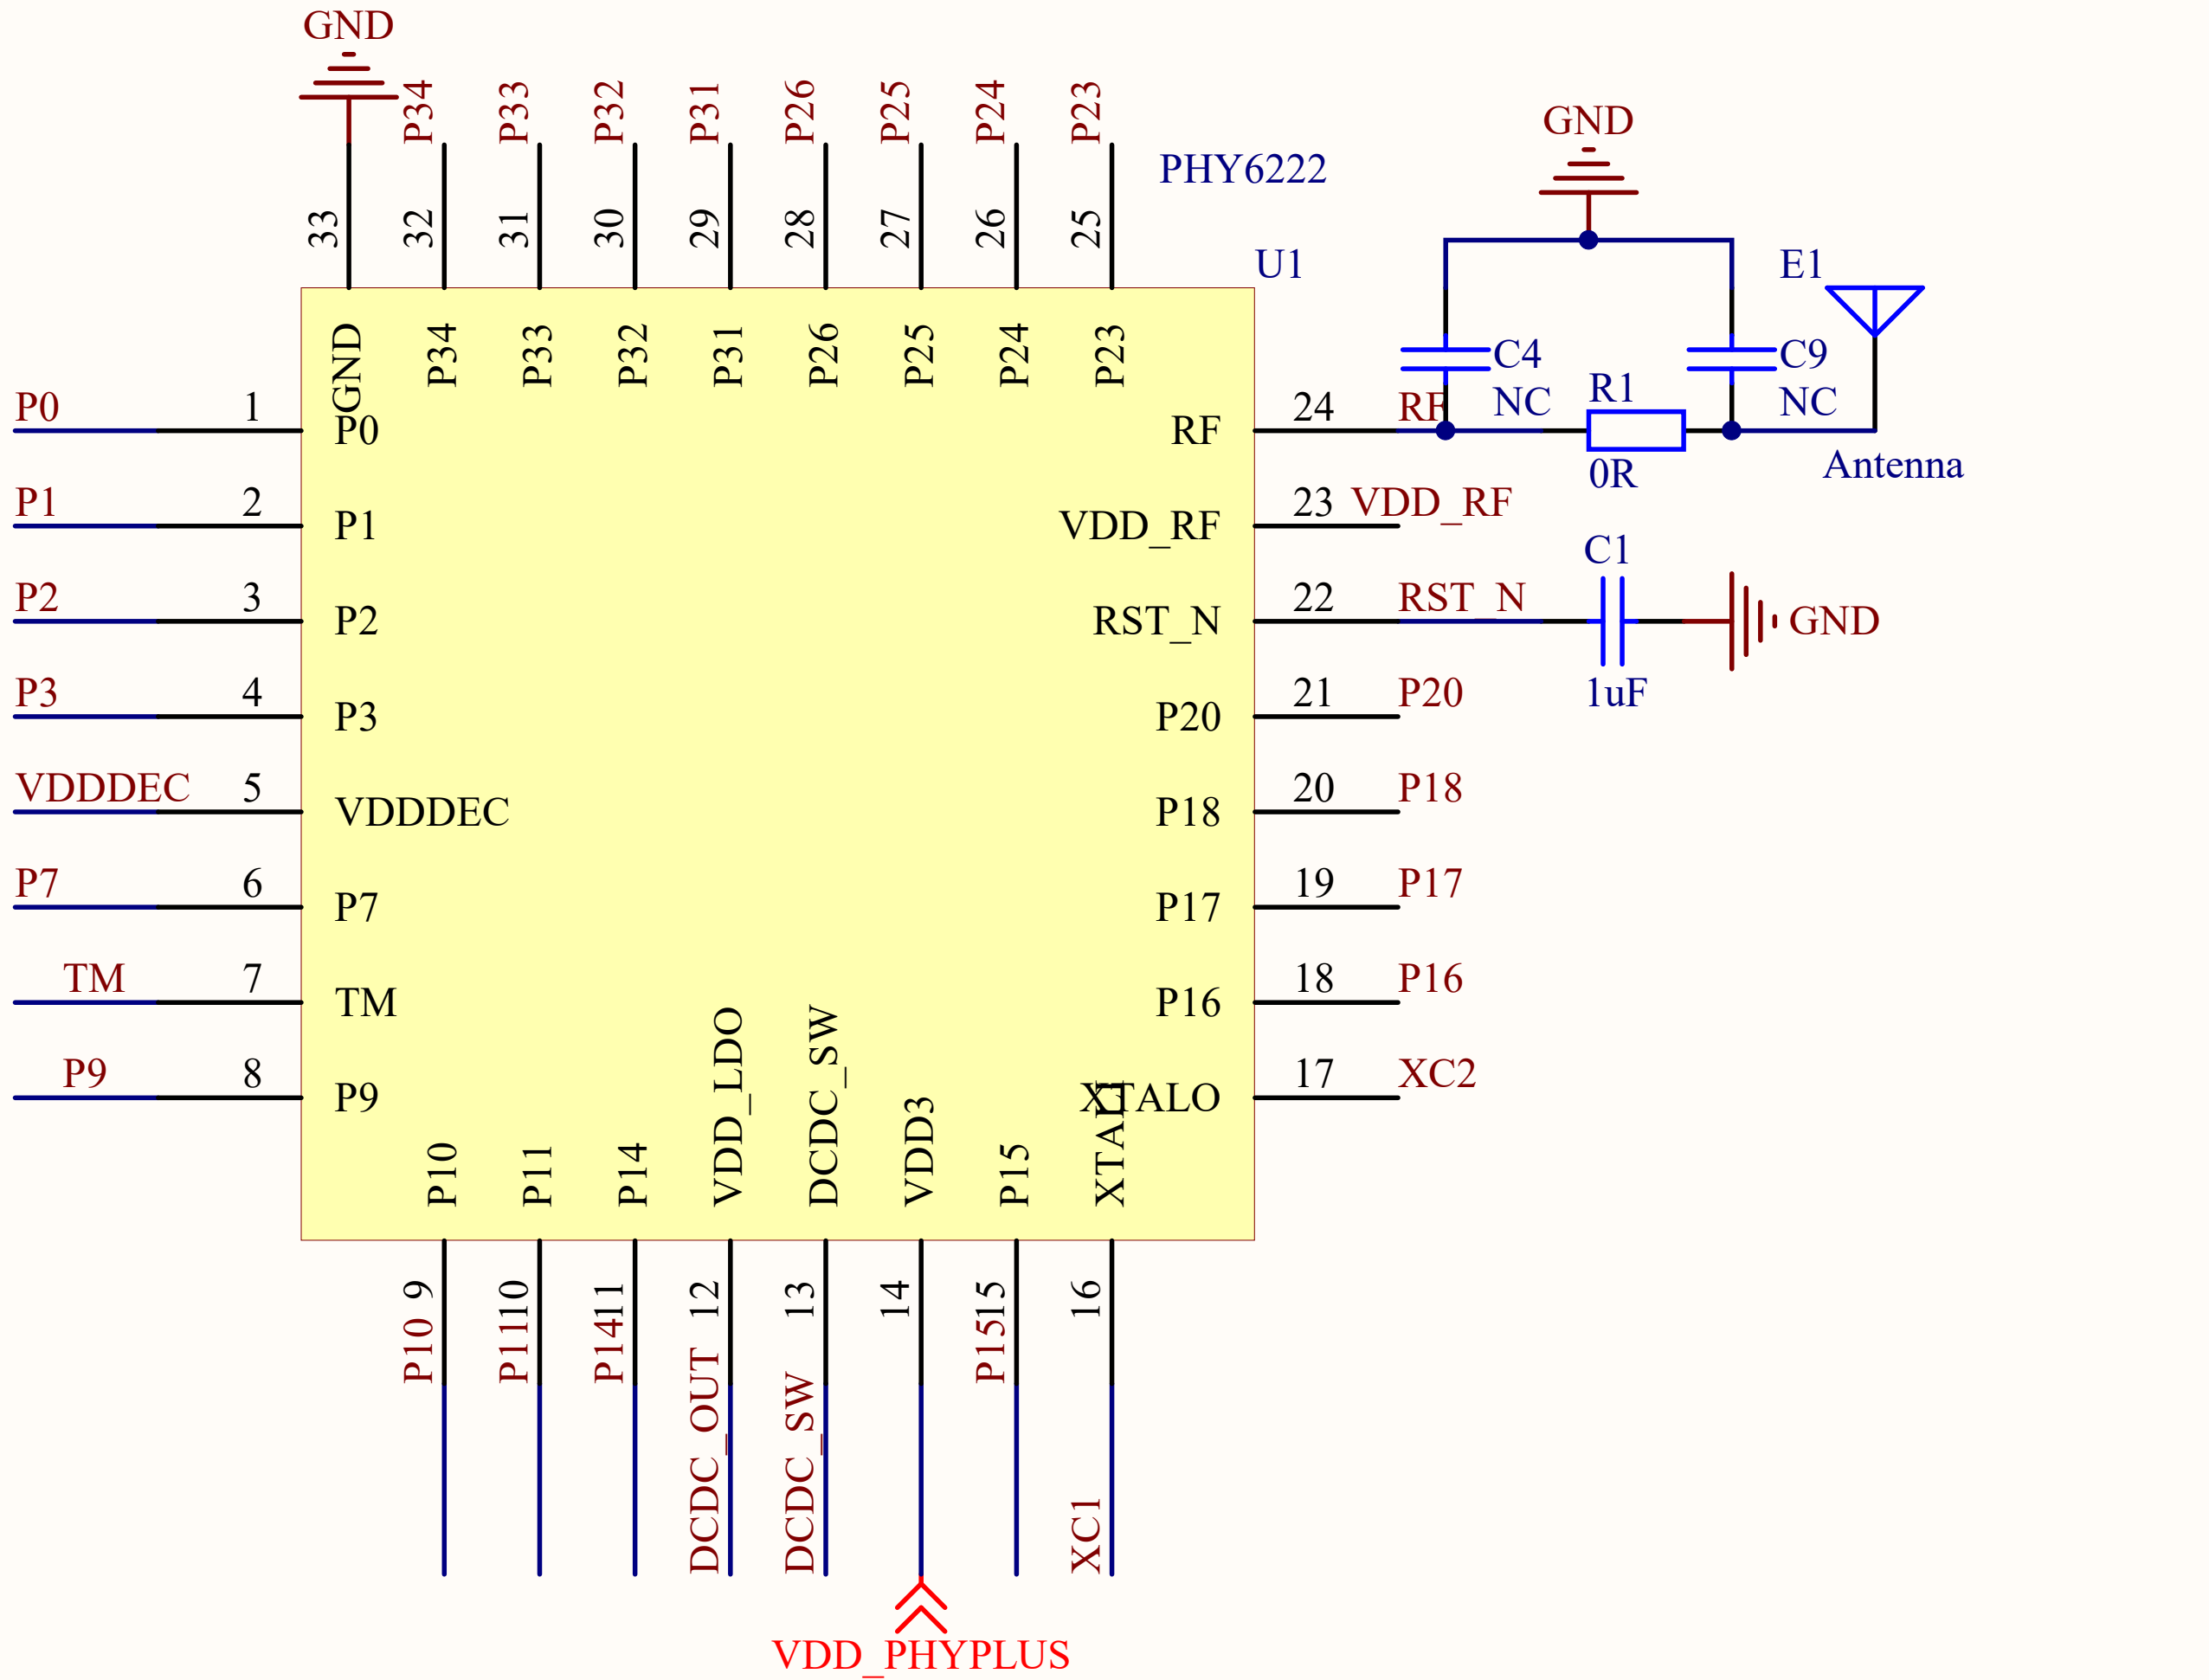 GND
P34
P33
P32
P31
P26
P25
P24
P23
33
32
31
30
29
28
27
26
25
PHY6222
U1
GND
E1
GND
P34
P33
P32
P31
P26
P25
P24
P23
C4
NC
C9
NC
R1
0R
Antenna
P0 1 P0
P1 2 P1
P2 3 P2
P3 4 P3
VDDDEC 5 VDDDEC
P7 6 P7
TM 7 TM
P9 8 P9
RF 24 RF
VDD_RF 23 VDD_RF
RST_N 22 RST_N
C1
1uF
GND
P20 21 P20
P18 20 P18
P17 19 P17
P16 18 P16
XTALO 17 XC2
P10
P11
P14
VDD_LDO
DCDC_SW
VDD3
P15
XTALI
9
10
11
12
13
14
15
16
P10
P11
P14
DCDC_OUT
DCDC_SW
P15
XC1
VDD_PHYPLUS